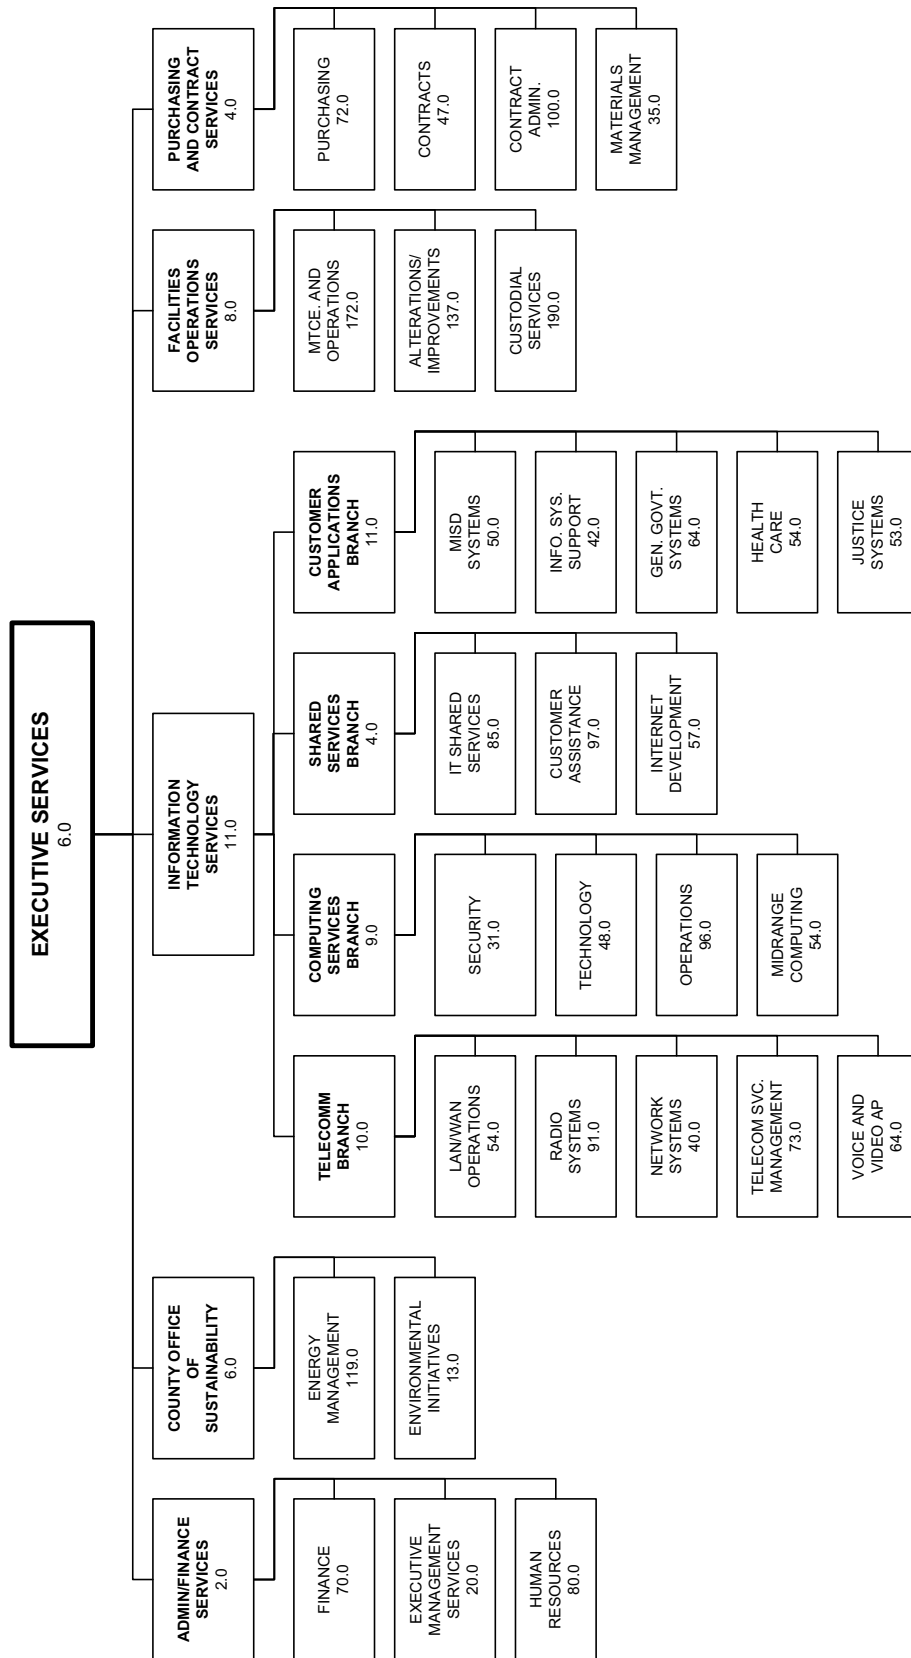 EXECUTIVE SERVICES
6.0
ADMIN/FINANCE
SERVICES
2.0
FINANCE
70.0
EXECUTIVE
MANAGEMENT
SERVICES
20.0
HUMAN
RESOURCES
80.0
COUNTY OFFICE
OF
SUSTAINABILITY
6.0
ENERGY
MANAGEMENT
119.0
ENVIRONMENTAL
INITIATIVES
13.0
INFORMATION
TECHNOLOGY
SERVICES
11.0
TELECOMM
BRANCH
10.0
LAN/WAN
OPERATIONS
54.0
RADIO
SYSTEMS
91.0
NETWORK
SYSTEMS
40.0
TELECOM SVC.
MANAGEMENT
73.0
VOICE AND
VIDEO AP
64.0
COMPUTING
SERVICES
BRANCH
9.0
SECURITY
31.0
TECHNOLOGY
48.0
OPERATIONS
96.0
MIDRANGE
COMPUTING
54.0
SHARED
SERVICES
BRANCH
4.0
IT SHARED
SERVICES
85.0
CUSTOMER
ASSISTANCE
97.0
INTERNET
DEVELOPMENT
57.0
CUSTOMER
APPLICATIONS
BRANCH
11.0
MISD
SYSTEMS
50.0
INFO. SYS.
SUPPORT
42.0
GEN. GOVT.
SYSTEMS
64.0
HEALTH
CARE
54.0
JUSTICE
SYSTEMS
53.0
FACILITIES
OPERATIONS
SERVICES
8.0
MTCE. AND
OPERATIONS
172.0
ALTERATIONS/
IMPROVEMENTS
137.0
CUSTODIAL
SERVICES
190.0
PURCHASING
AND CONTRACT
SERVICES
4.0
PURCHASING
72.0
CONTRACTS
47.0
CONTRACT
ADMIN.
100.0
MATERIALS
MANAGEMENT
35.0